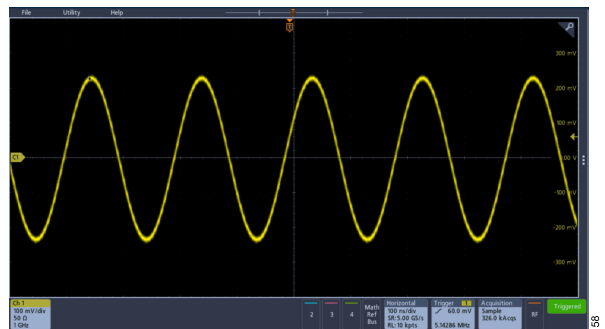 File Utility Help
T
300 mV
200 mV
100 mV
C1
0.00 V
-100 mV
-300 mV
Ch 1
100 mV/div
50 Ω
1 GHz
2 3 4
Math
Ref
Bus
Horizontal
100 ns/div
SR: 5.00 GS/s
RL: 10 kpts
Trigger 1
60.0 mV
5.14286 MHz
Acquisition
Sample
326.0 kAcqs
RF
Triggered
58